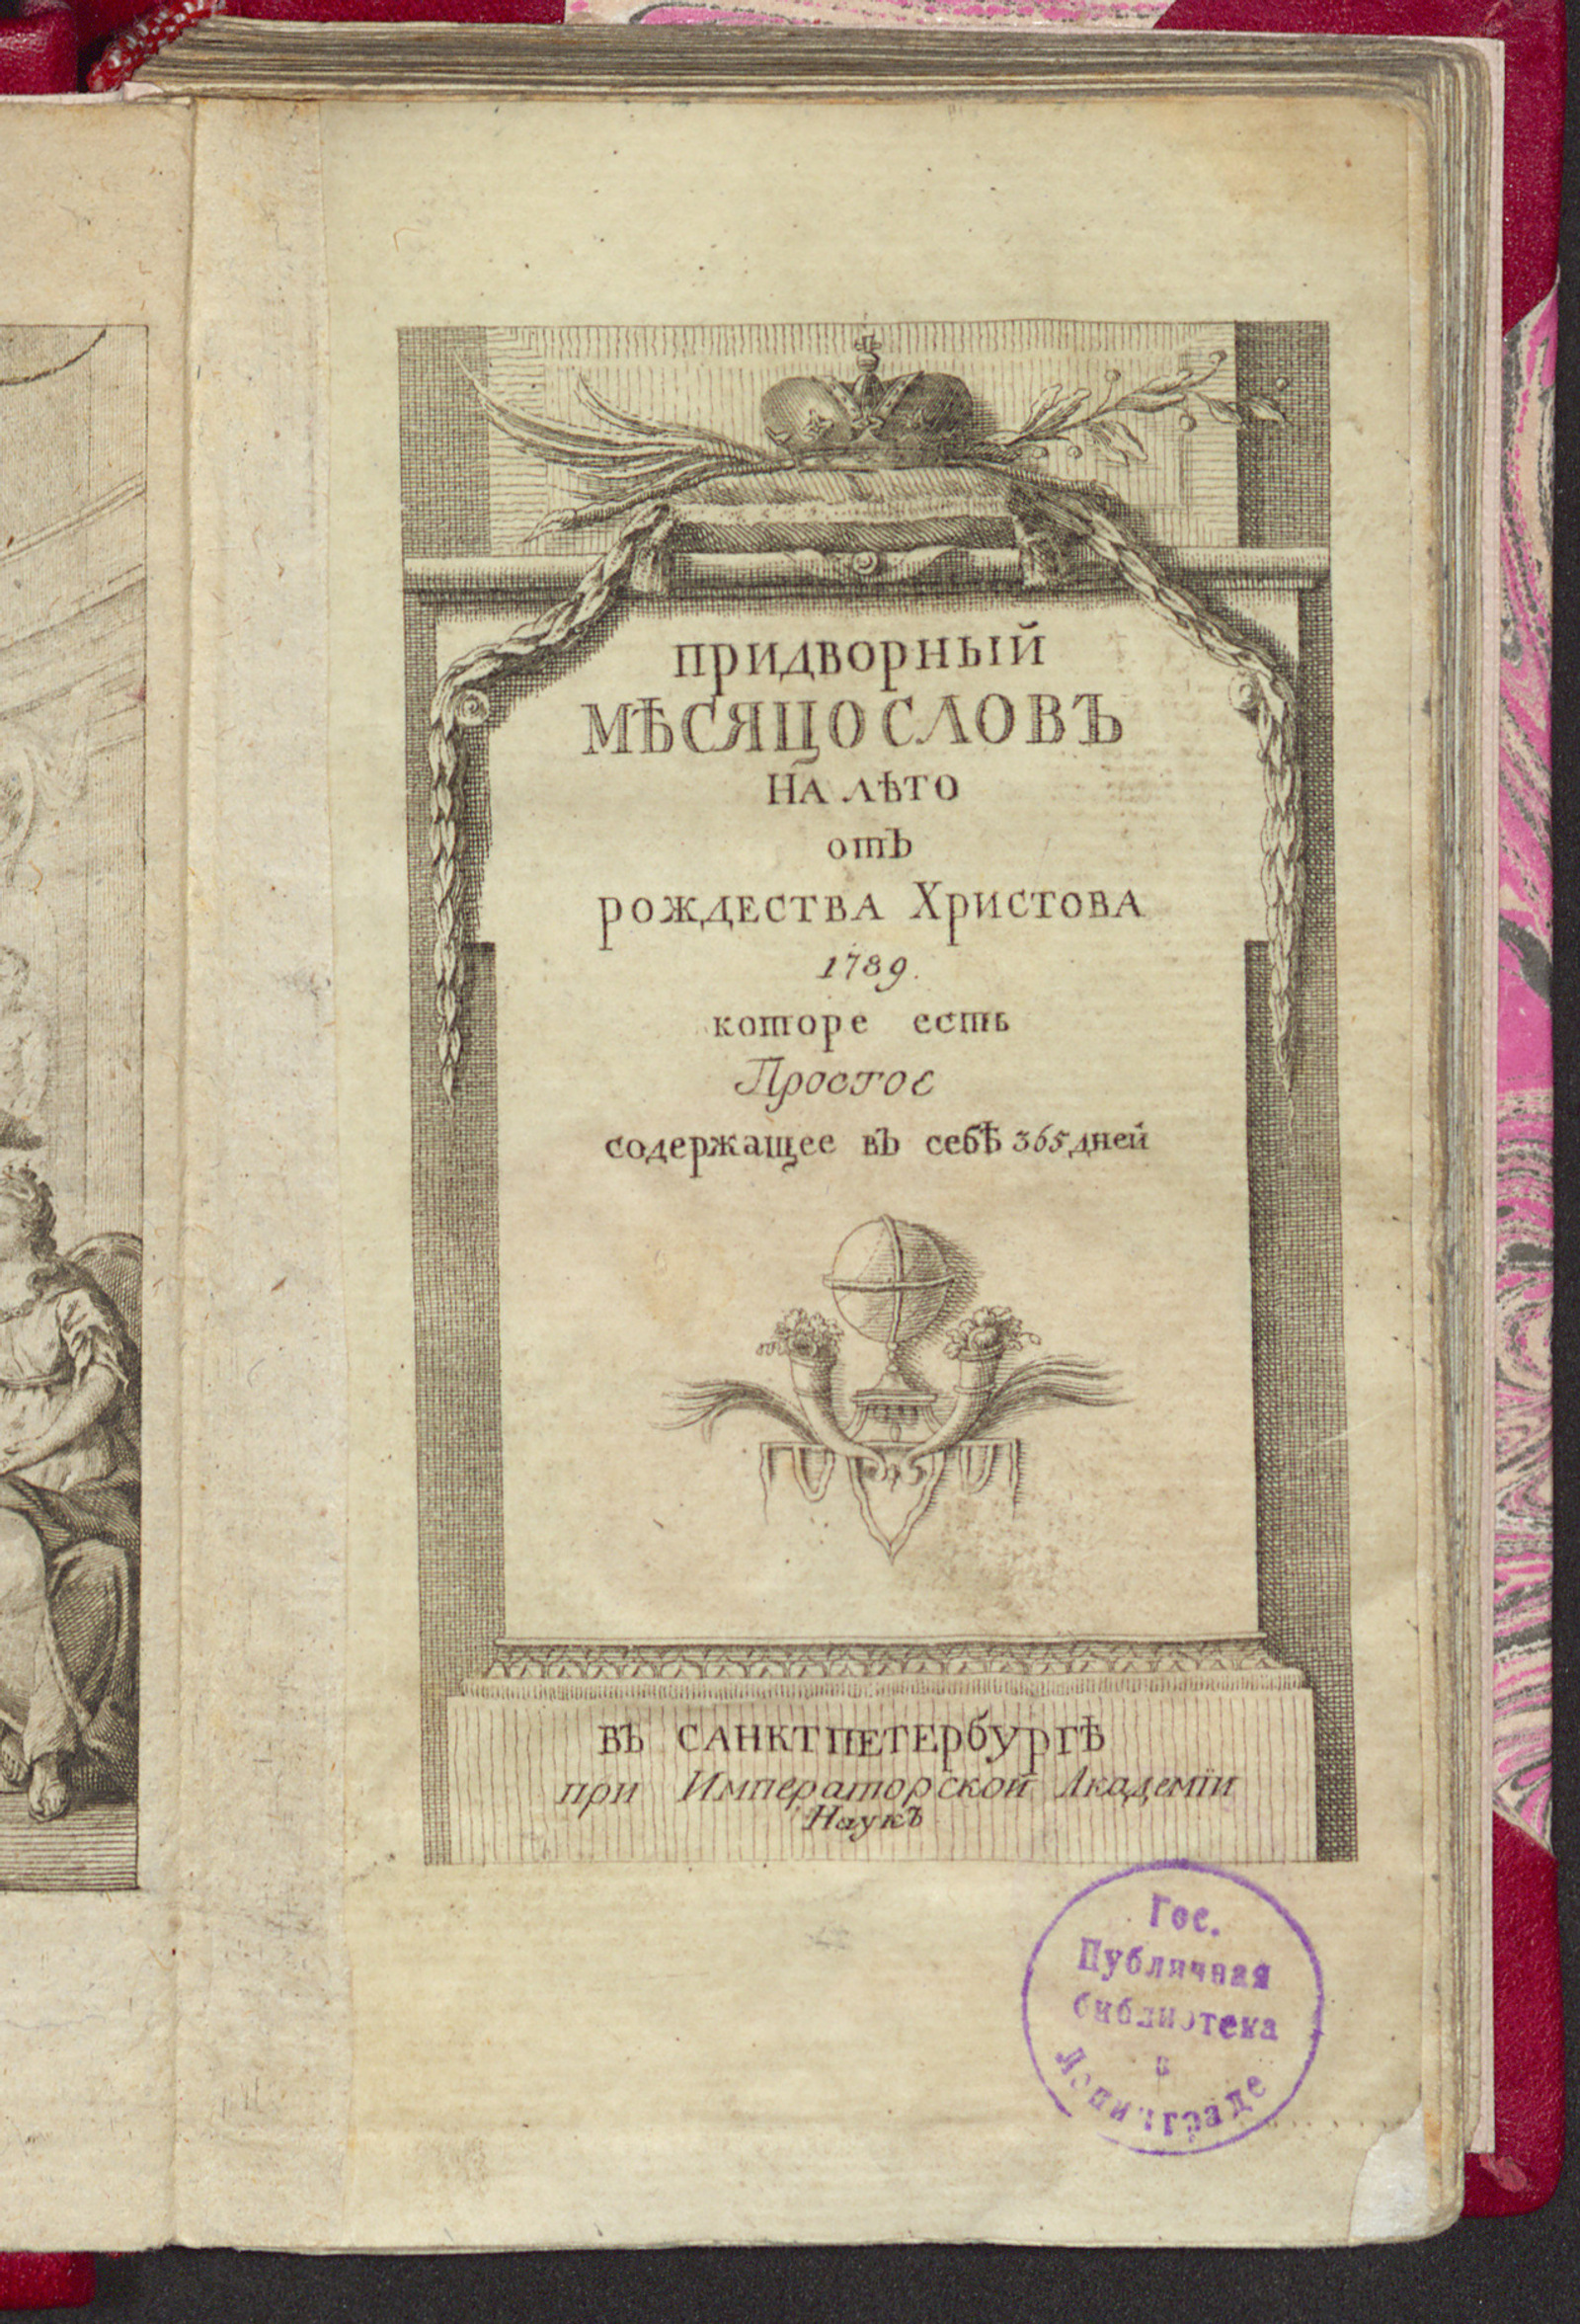 придворный
МѢСЯЦОСЛОВЪ
НА ЛѢТО
отъ
рождества Христова
1789.
которе есть
Простое
содержащее въ себѣ 365 дней
въ САНКТПЕТЕРбургѣ
при Императорской Академіи
Наукъ
Гос.
Публичная
библиотека
в
Ленинграде